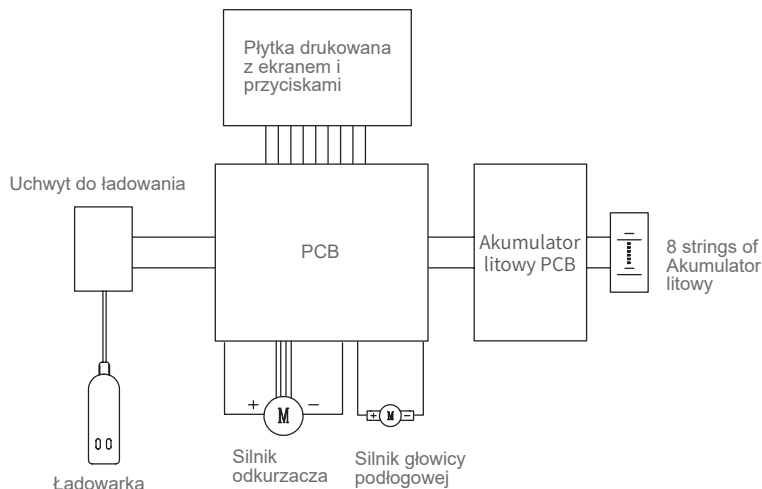 Płytka drukowana
z ekranem i
przyciskami
Uchwyt do ładowania
PCB
Akumulator
litowy PCB
8 strings of
Akumulator
litowy
+
M
−
+
M
−
Silnik
odkurzacza
Silnik głowicy
podłogowej
Ładowarka